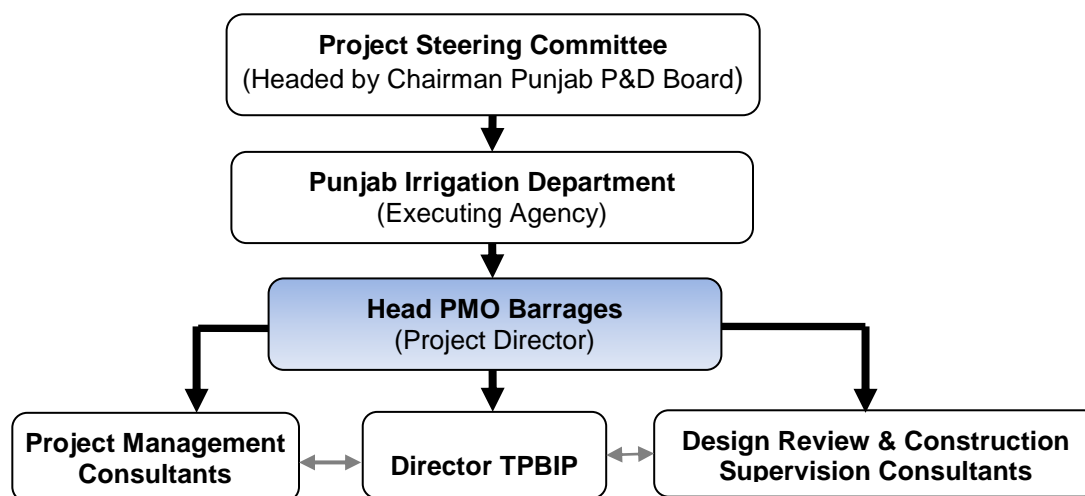 Project Steering Committee
(Headed by Chairman Punjab P&D Board)
Punjab Irrigation Department
(Executing Agency)
Head PMO Barrages
(Project Director)
Project Management
Consultants
Director TPBIP
Design Review & Construction
Supervision Consultants